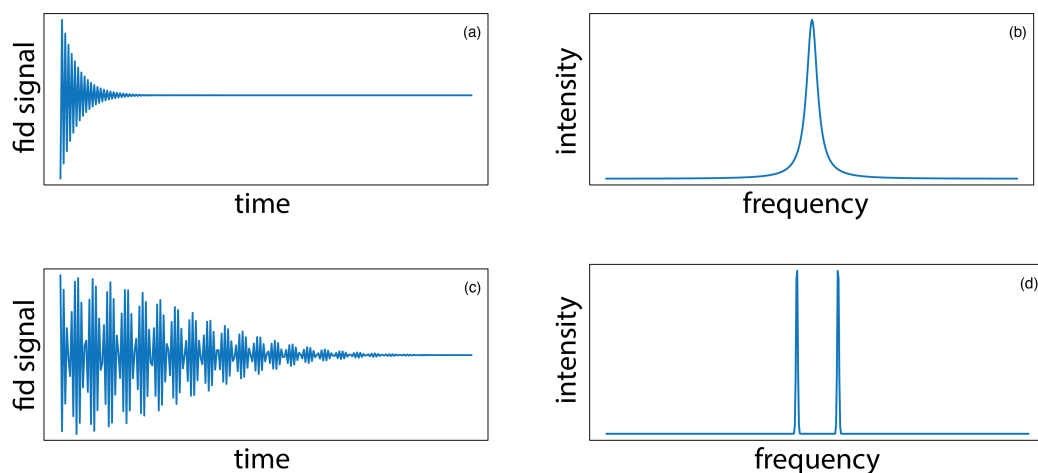 fid signal
(a)
time
intensity
(b)
frequency
fid signal
(c)
time
intensity
(d)
frequency